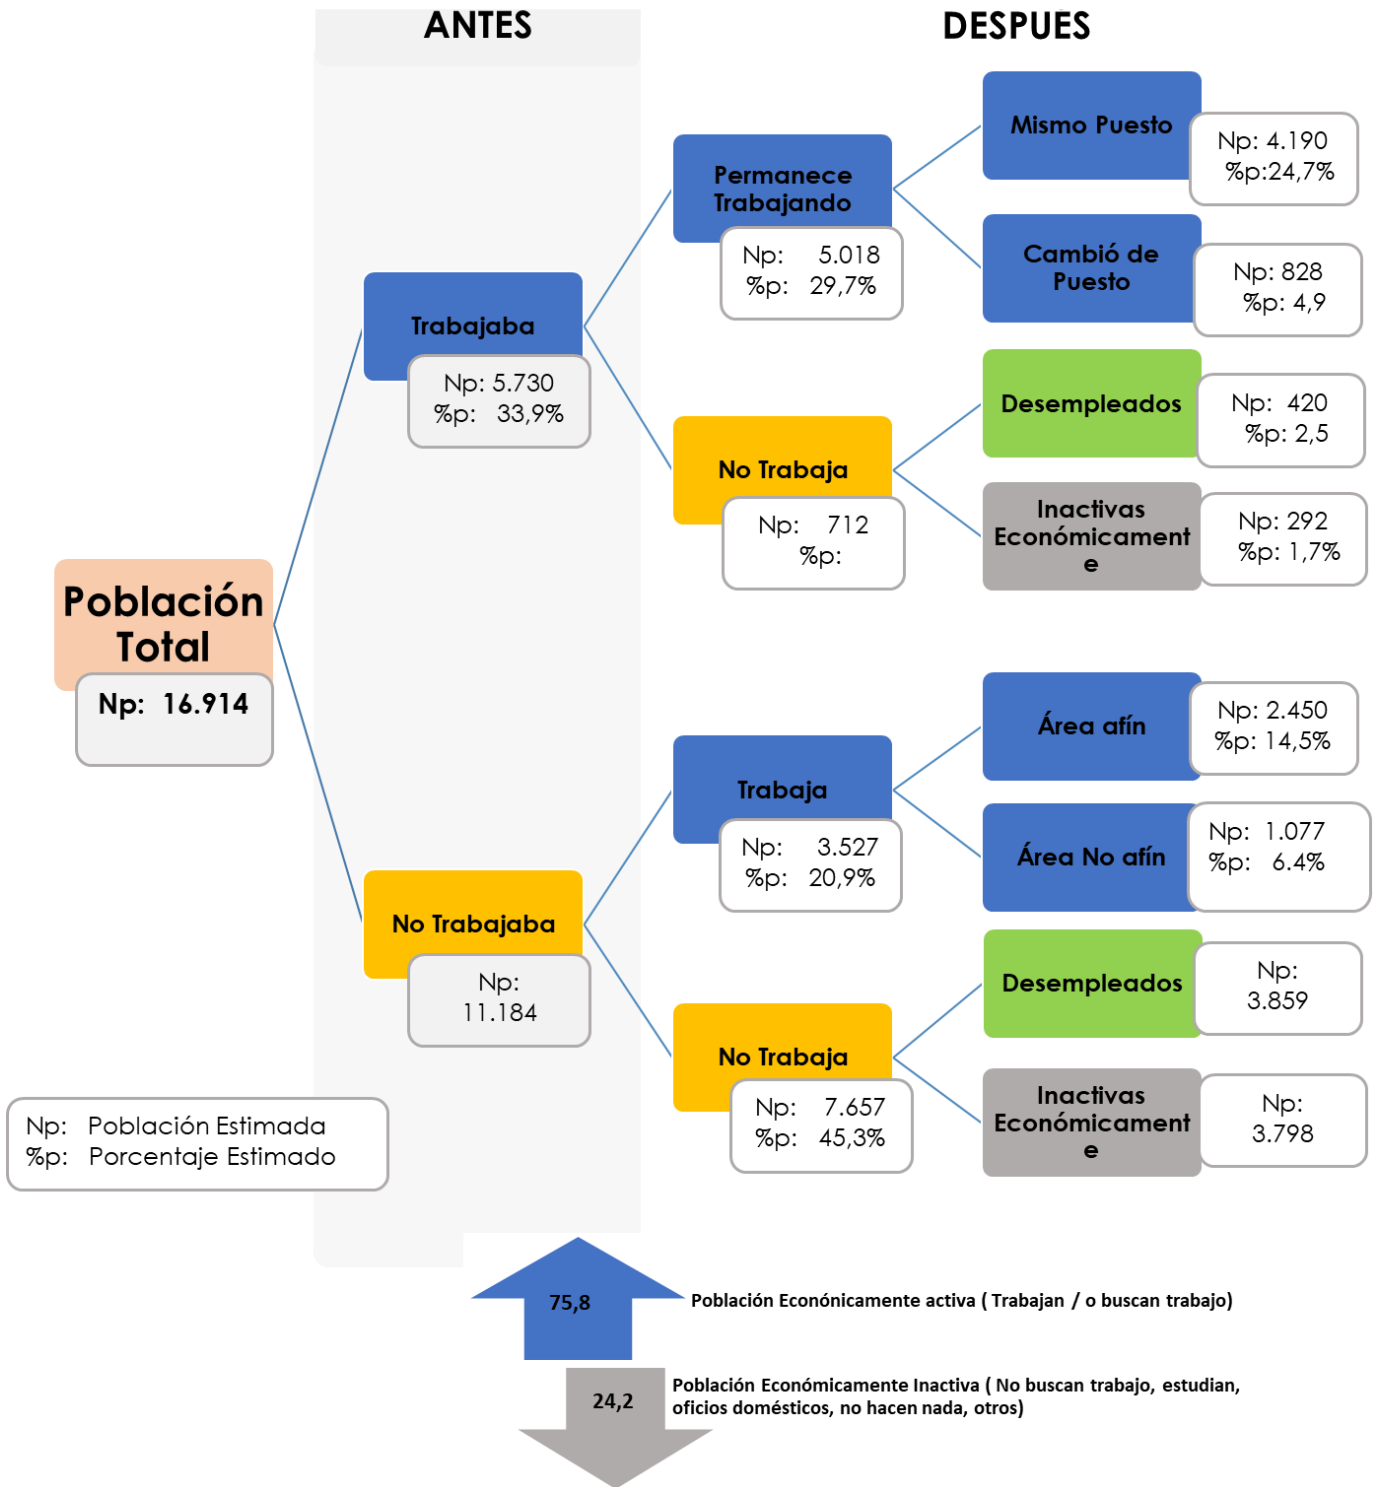 ANTES
DESPUES
Mismo Puesto
Np: 4.190
%p:24,7%
Permanece
Trabajando
Np: 5.018
%p: 29,7%
Cambió de
Puesto
Np: 828
%p: 4,9
Trabajaba
Np: 5.730
%p: 33,9%
Desempleados
Np: 420
%p: 2,5
No Trabaja
Np: 712
%p:
Inactivas
Económicament
e
Np: 292
%p: 1,7%
Población
Total
Np: 16.914
Área afín
Np: 2.450
%p: 14,5%
Trabaja
Np: 3.527
%p: 20,9%
Área No afín
Np: 1.077
%p: 6.4%
No Trabajaba
Np:
11.184
Desempleados
Np:
3.859
No Trabaja
Np: 7.657
%p: 45,3%
Inactivas
Económicament
e
Np:
3.798
Np: Población Estimada
%p: Porcentaje Estimado
75,8
Población Econónicamente activa ( Trabajan / o buscan trabajo)
24,2
Población Económicamente Inactiva ( No buscan trabajo, estudian,
oficios domésticos, no hacen nada, otros)